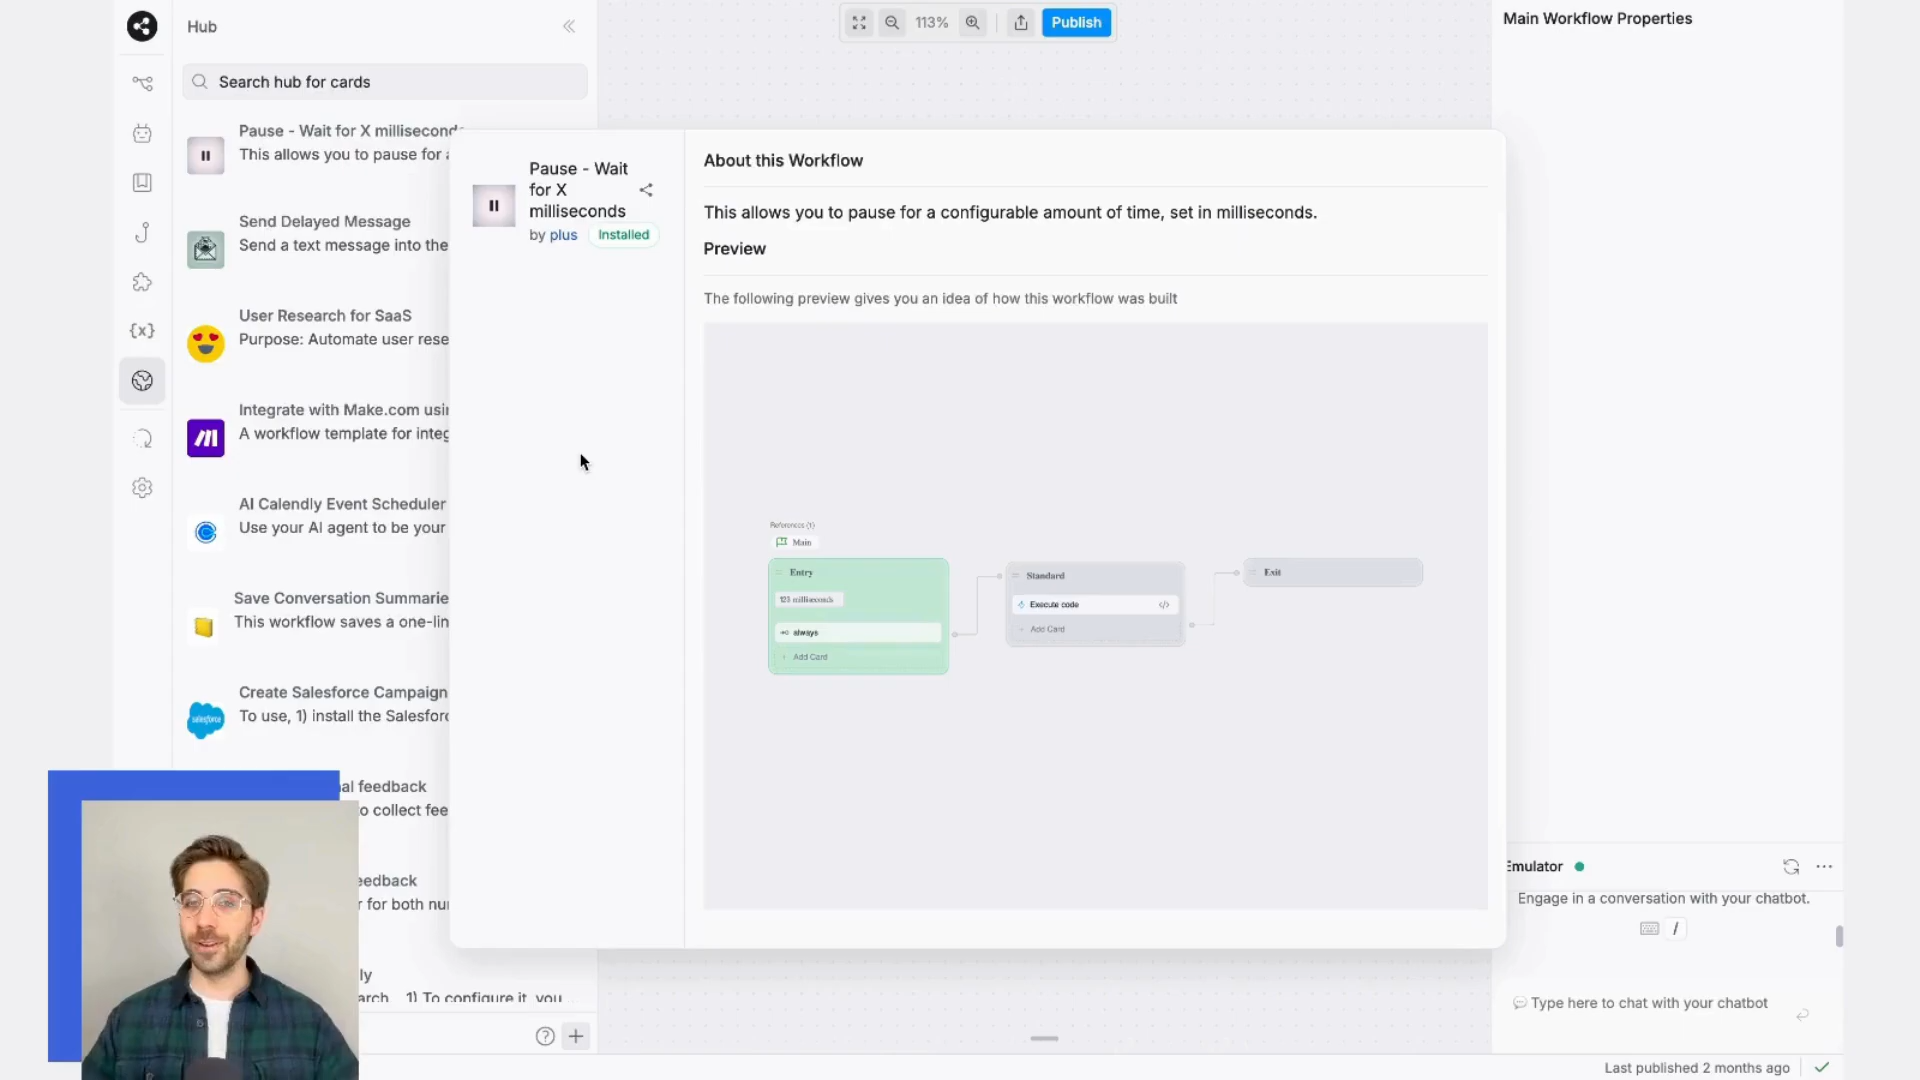 Hub
Search hub for cards
Pause - Wait for X milliseconds
This allows you to pause for a
Send Delayed Message
Send a text message into the
User Research for SaaS
Purpose: Automate user rese
Integrate with Make.com usin
A workflow template for integ
AI Calendly Event Scheduler
Use your AI agent to be your
Save Conversation Summarie
This workflow saves a one-lin
salesforce
Create Salesforce Campaign
To use, 1) install the Salesforc
al feedback
o collect fee
eedback
r for both nu
ly
arch. 1) To configure it, you
{x}
113%
Publish
Pause - Wait
for X
milliseconds
by plus
Installed
About this Workflow
This allows you to pause for a configurable amount of time, set in milliseconds.
Preview
The following preview gives you an idea of how this workflow was built
References (1)
Main
Entry
123 milliseconds
always
Add Card
Standard
Execute code
</>
Add Card
Exit
Main Workflow Properties
Emulator
Engage in a conversation with your chatbot.
/
Type here to chat with your chatbot
Last published 2 months ago